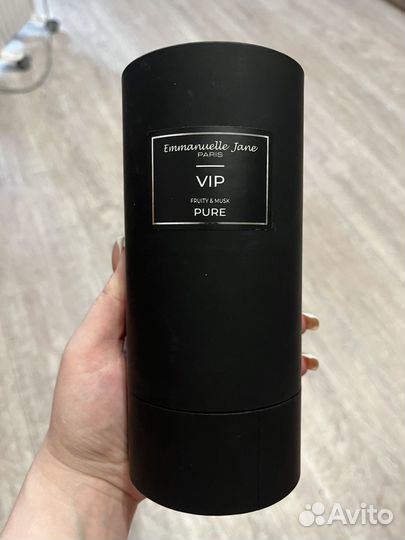 Emmanuelle Jane
PARIS
VIP
FRUITY & MUSK
PURE
Avito